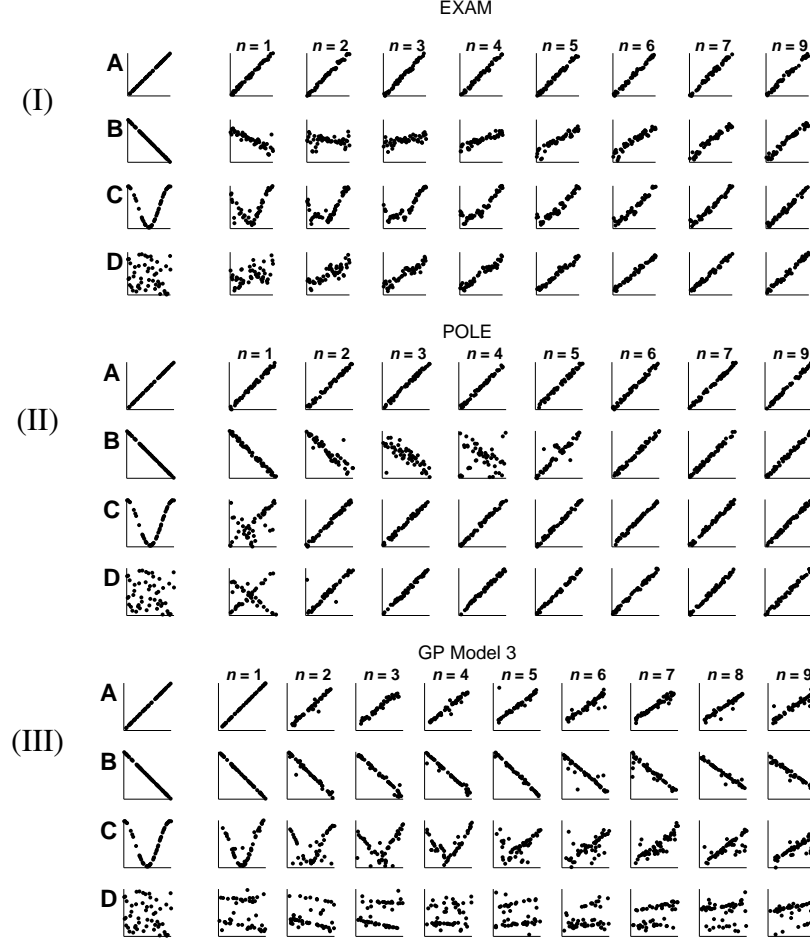 EXAM
(I)
n = 1 n = 2 n = 3 n = 4 n = 5 n = 6 n = 7 n = 9
A
B
C
D
POLE
(II)
n = 1 n = 2 n = 3 n = 4 n = 5 n = 6 n = 7 n = 9
A
B
C
D
GP Model 3
(III)
n = 1 n = 2 n = 3 n = 4 n = 5 n = 6 n = 7 n = 8 n = 9
A
B
C
D